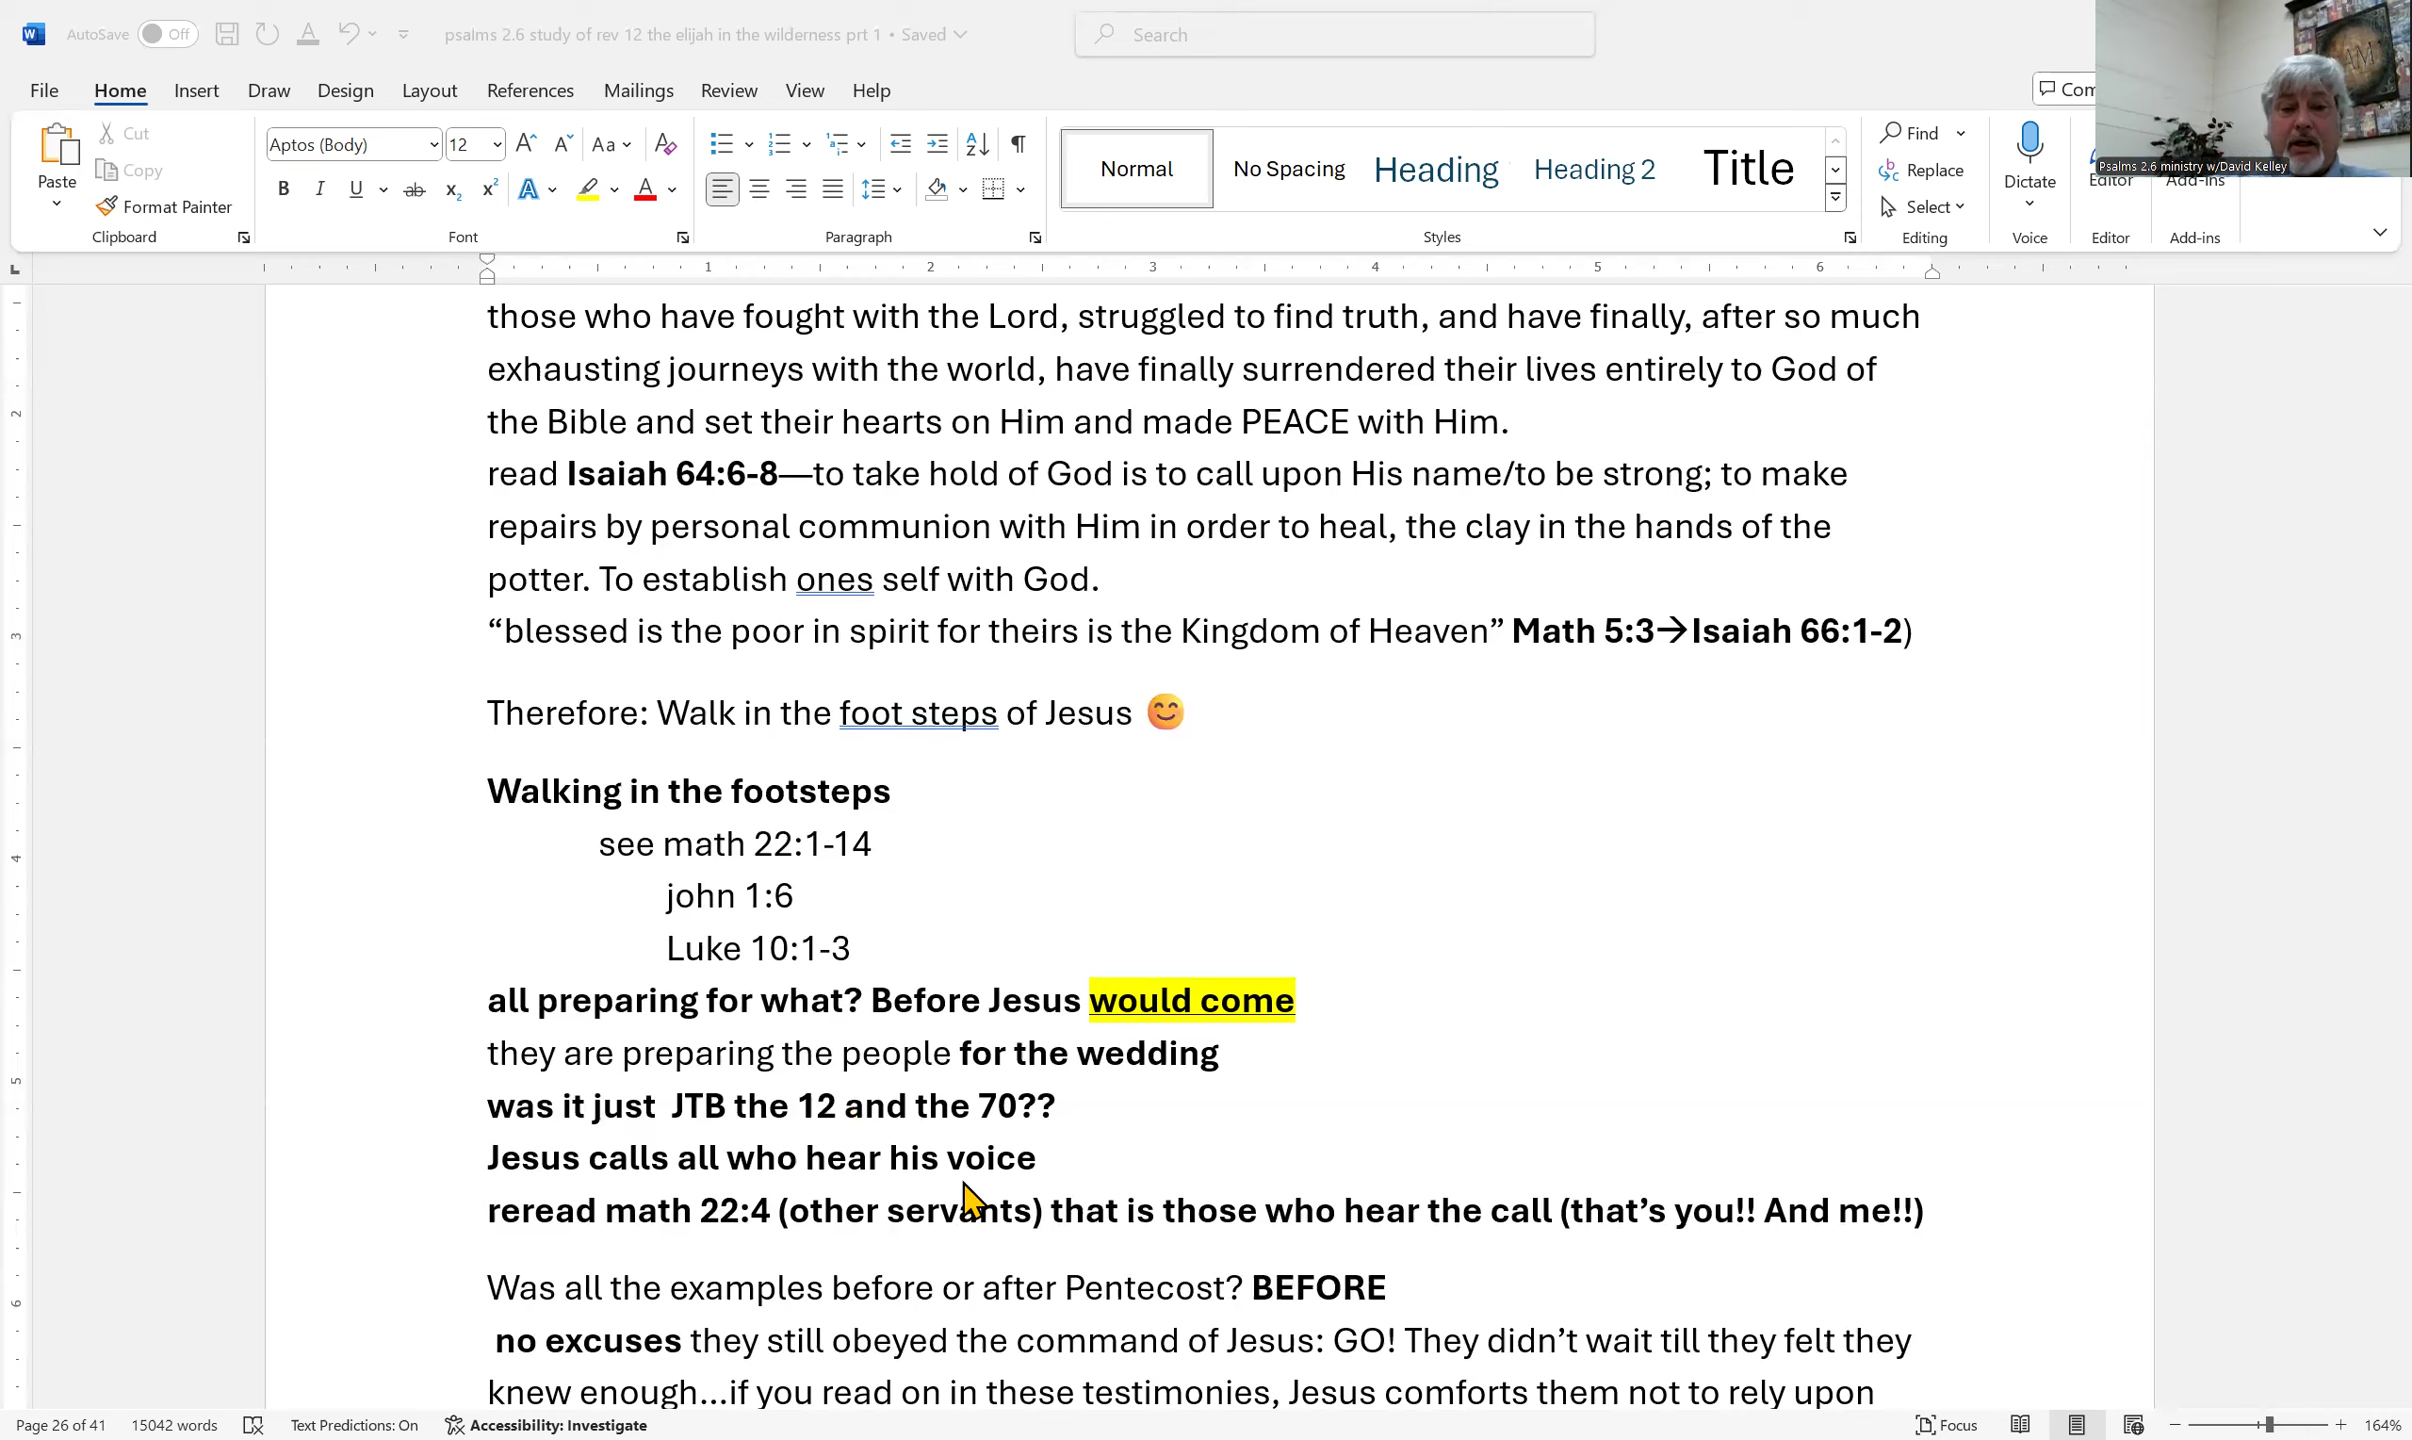 AutoSave Off psalms 2.6 study of rev 12 the elijah in the wilderness prt 1 • Saved Search
File Home Insert Draw Design Layout References Mailings Review View Help Com
Paste Cut Copy Format Painter Clipboard
Aptos (Body) 12 Font
Paragraph
Normal No Spacing Heading Heading 2 Title Styles
Find Replace Select Editing
Dictate Voice
Editor Editor
Add-ins Add-ins
AM
Psalms 2.6 ministry w/David Kelley
1 2 3 4 5 6
those who have fought with the Lord, struggled to find truth, and have finally, after so much
exhausting journeys with the world, have finally surrendered their lives entirely to God of
the Bible and set their hearts on Him and made PEACE with Him.
read Isaiah 64:6-8—to take hold of God is to call upon His name/to be strong; to make
repairs by personal communion with Him in order to heal, the clay in the hands of the
potter. To establish ones self with God.
“blessed is the poor in spirit for theirs is the Kingdom of Heaven” Math 5:3→Isaiah 66:1-2)
Therefore: Walk in the foot steps of Jesus 😊
Walking in the footsteps
see math 22:1-14
john 1:6
Luke 10:1-3
all preparing for what? Before Jesus would come
they are preparing the people for the wedding
was it just JTB the 12 and the 70??
Jesus calls all who hear his voice
reread math 22:4 (other servants) that is those who hear the call (that’s you!! And me!!)
Was all the examples before or after Pentecost? BEFORE
no excuses they still obeyed the command of Jesus: GO! They didn’t wait till they felt they
knew enough…if you read on in these testimonies, Jesus comforts them not to rely upon
Page 26 of 41 15042 words Text Predictions: On Accessibility: Investigate Focus 164%